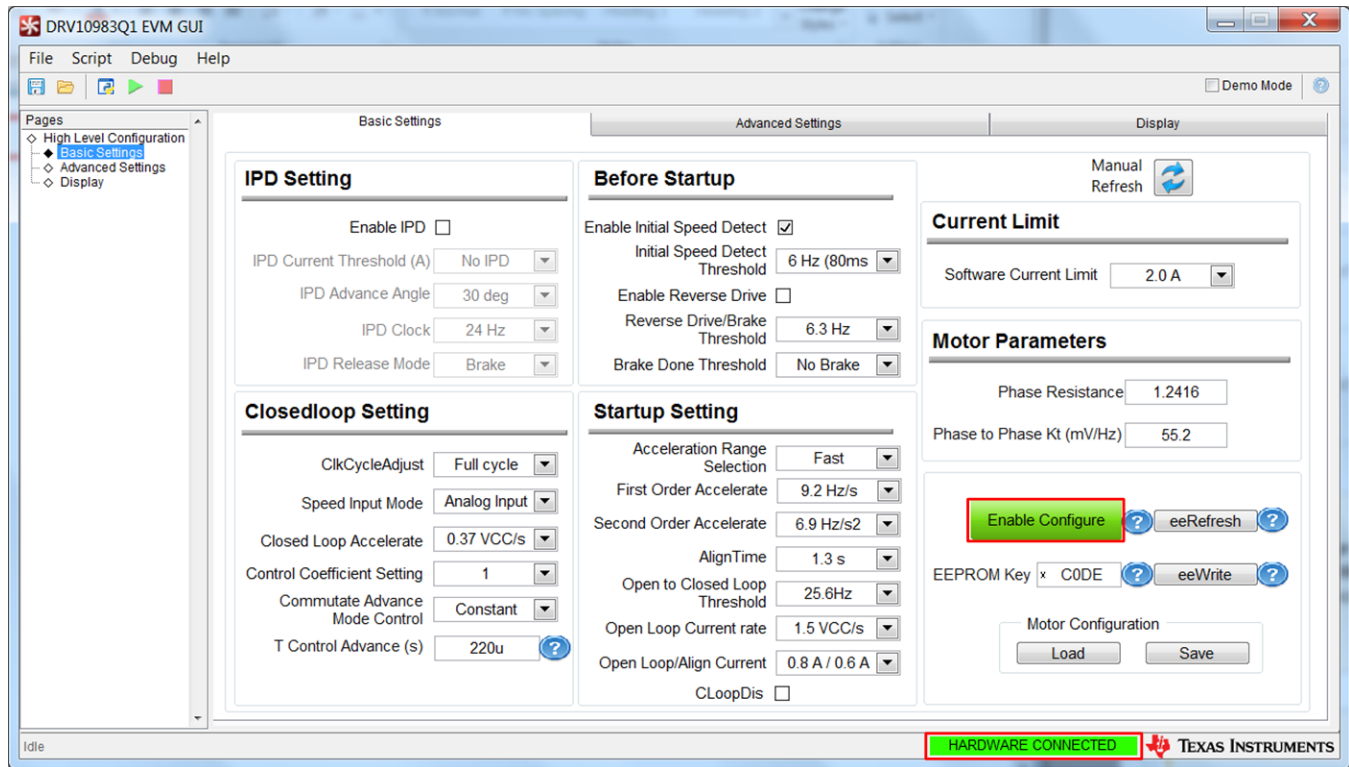 DRV10983Q1 EVM GUI
File Script Debug Help
Demo Mode
Pages
High Level Configuration
Basic Settings
Advanced Settings
Display
Basic Settings
Advanced Settings
Display
IPD Setting
Enable IPD
IPD Current Threshold (A) No IPD
IPD Advance Angle 30 deg
IPD Clock 24 Hz
IPD Release Mode Brake
Closedloop Setting
ClkCycleAdjust Full cycle
Speed Input Mode Analog Input
Closed Loop Accelerate 0.37 VCC/s
Control Coefficient Setting 1
Commutate Advance
Mode Control Constant
T Control Advance (s) 220u ?
Before Startup
Enable Initial Speed Detect
Initial Speed Detect
Threshold 6 Hz (80ms
Enable Reverse Drive
Reverse Drive/Brake
Threshold 6.3 Hz
Brake Done Threshold No Brake
Startup Setting
Acceleration Range
Selection Fast
First Order Accelerate 9.2 Hz/s
Second Order Accelerate 6.9 Hz/s2
AlignTime 1.3 s
Open to Closed Loop
Threshold 25.6Hz
Open Loop Current rate 1.5 VCC/s
Open Loop/Align Current 0.8 A / 0.6 A
CLoopDis
Manual
Refresh
Current Limit
Software Current Limit 2.0 A
Motor Parameters
Phase Resistance 1.2416
Phase to Phase Kt (mV/Hz) 55.2
Enable Configure ? eeRefresh ?
EEPROM Key x C0DE ? eeWrite ?
Motor Configuration
Load Save
Idle
HARDWARE CONNECTED
TEXAS INSTRUMENTS